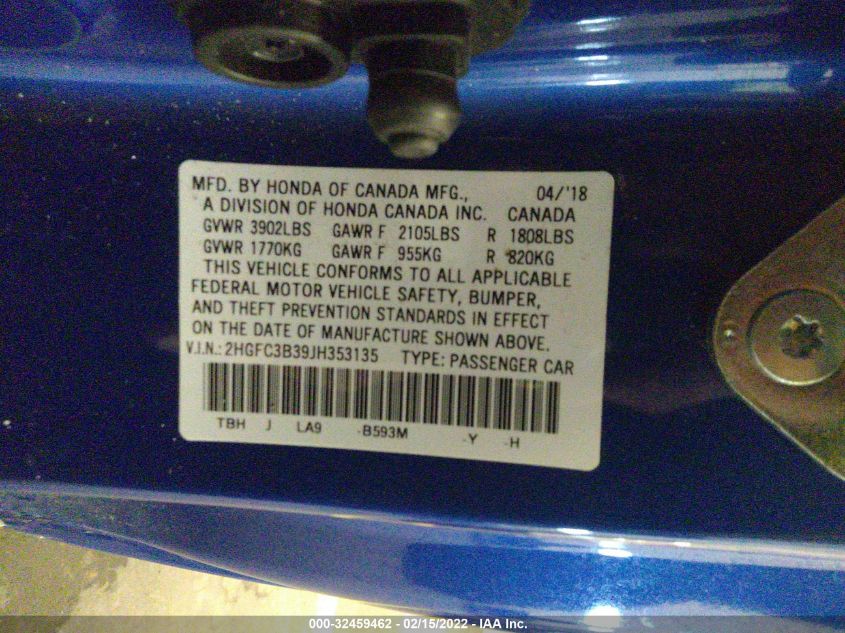 MFD. BY HONDA OF CANADA MFG., 04/'18
A DIVISION OF HONDA CANADA INC. CANADA
GVWR 3902LBS GAWR F 2105LBS R 1808LBS
GVWR 1770KG GAWR F 955KG R 820KG
THIS VEHICLE CONFORMS TO ALL APPLICABLE
FEDERAL MOTOR VEHICLE SAFETY, BUMPER,
AND THEFT PREVENTION STANDARDS IN EFFECT
ON THE DATE OF MANUFACTURE SHOWN ABOVE.
V.I.N.: 2HGFC3B39JH353135 TYPE: PASSENGER CAR
TBH J LA9 -B593M -Y -H
000-32459462 - 02/15/2022 - IAA Inc.